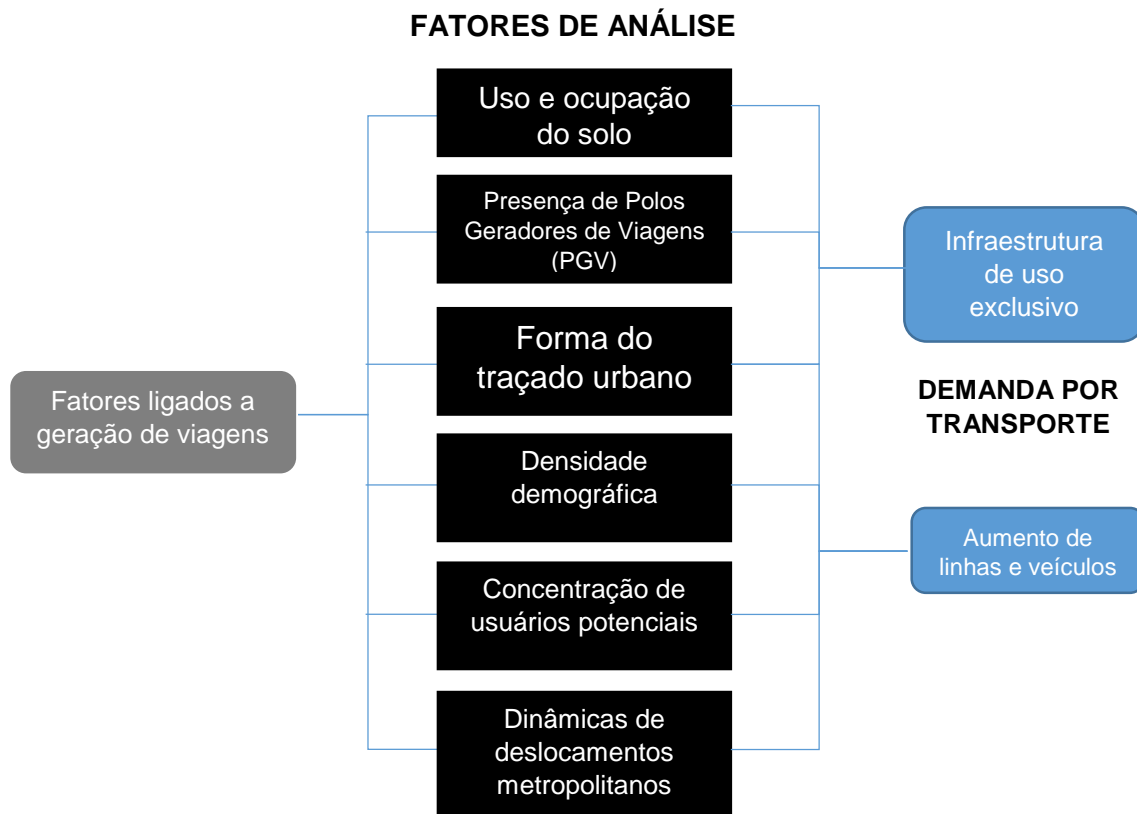 FATORES DE ANÁLISE
Uso e ocupação
do solo
Presença de Polos
Geradores de Viagens
(PGV)
Forma do
traçado urbano
Densidade
demográfica
Concentração de
usuários potenciais
Dinâmicas de
deslocamentos
metropolitanos
Fatores ligados a
geração de viagens
Infraestrutura
de uso
exclusivo
DEMANDA POR
TRANSPORTE
Aumento de
linhas e veículos